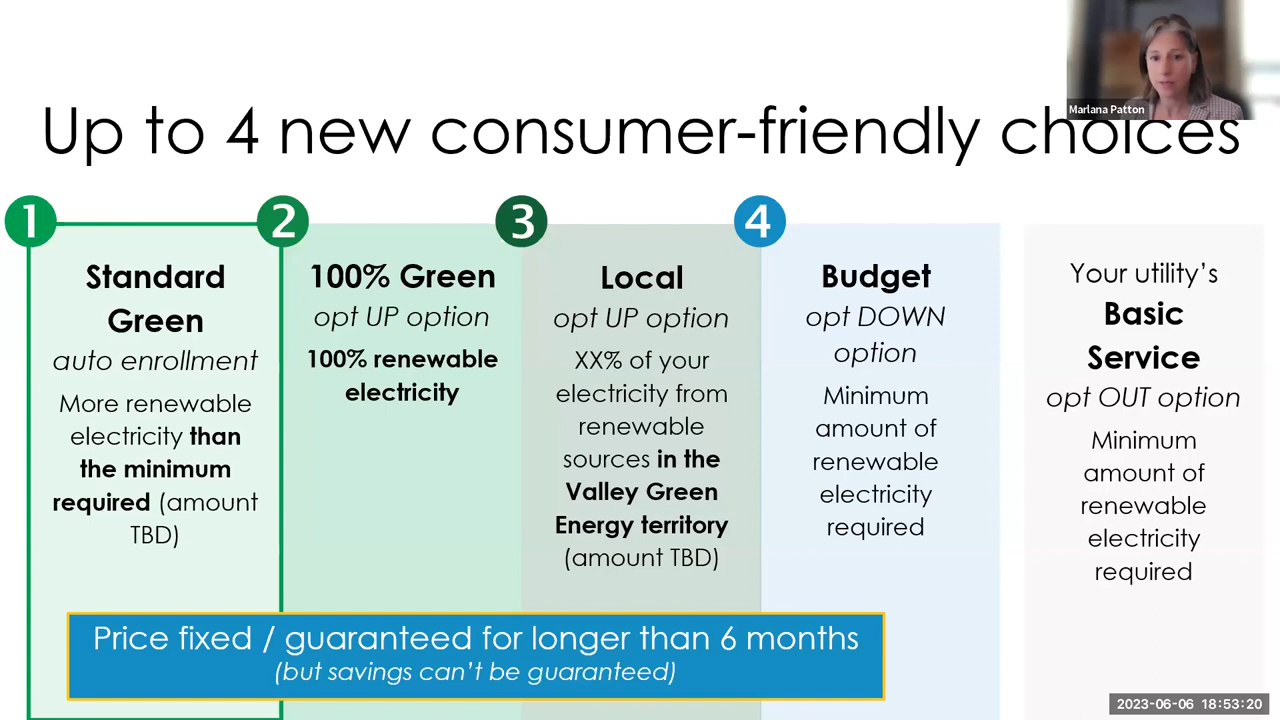 Marlana Patton
Up to 4 new consumer-friendly choices
1
Standard
Green
auto enrollment
More renewable
electricity than
the minimum
required (amount
TBD)
2
100% Green
opt UP option
100% renewable
electricity
3
Local
opt UP option
XX% of your
electricity from
renewable
sources in the
Valley Green
Energy territory
(amount TBD)
4
Budget
opt DOWN
option
Minimum
amount of
renewable
electricity
required
Your utility's
Basic
Service
opt OUT option
Minimum
amount of
renewable
electricity
required
Price fixed / guaranteed for longer than 6 months
(but savings can't be guaranteed)
2023-06-06 18:53:20